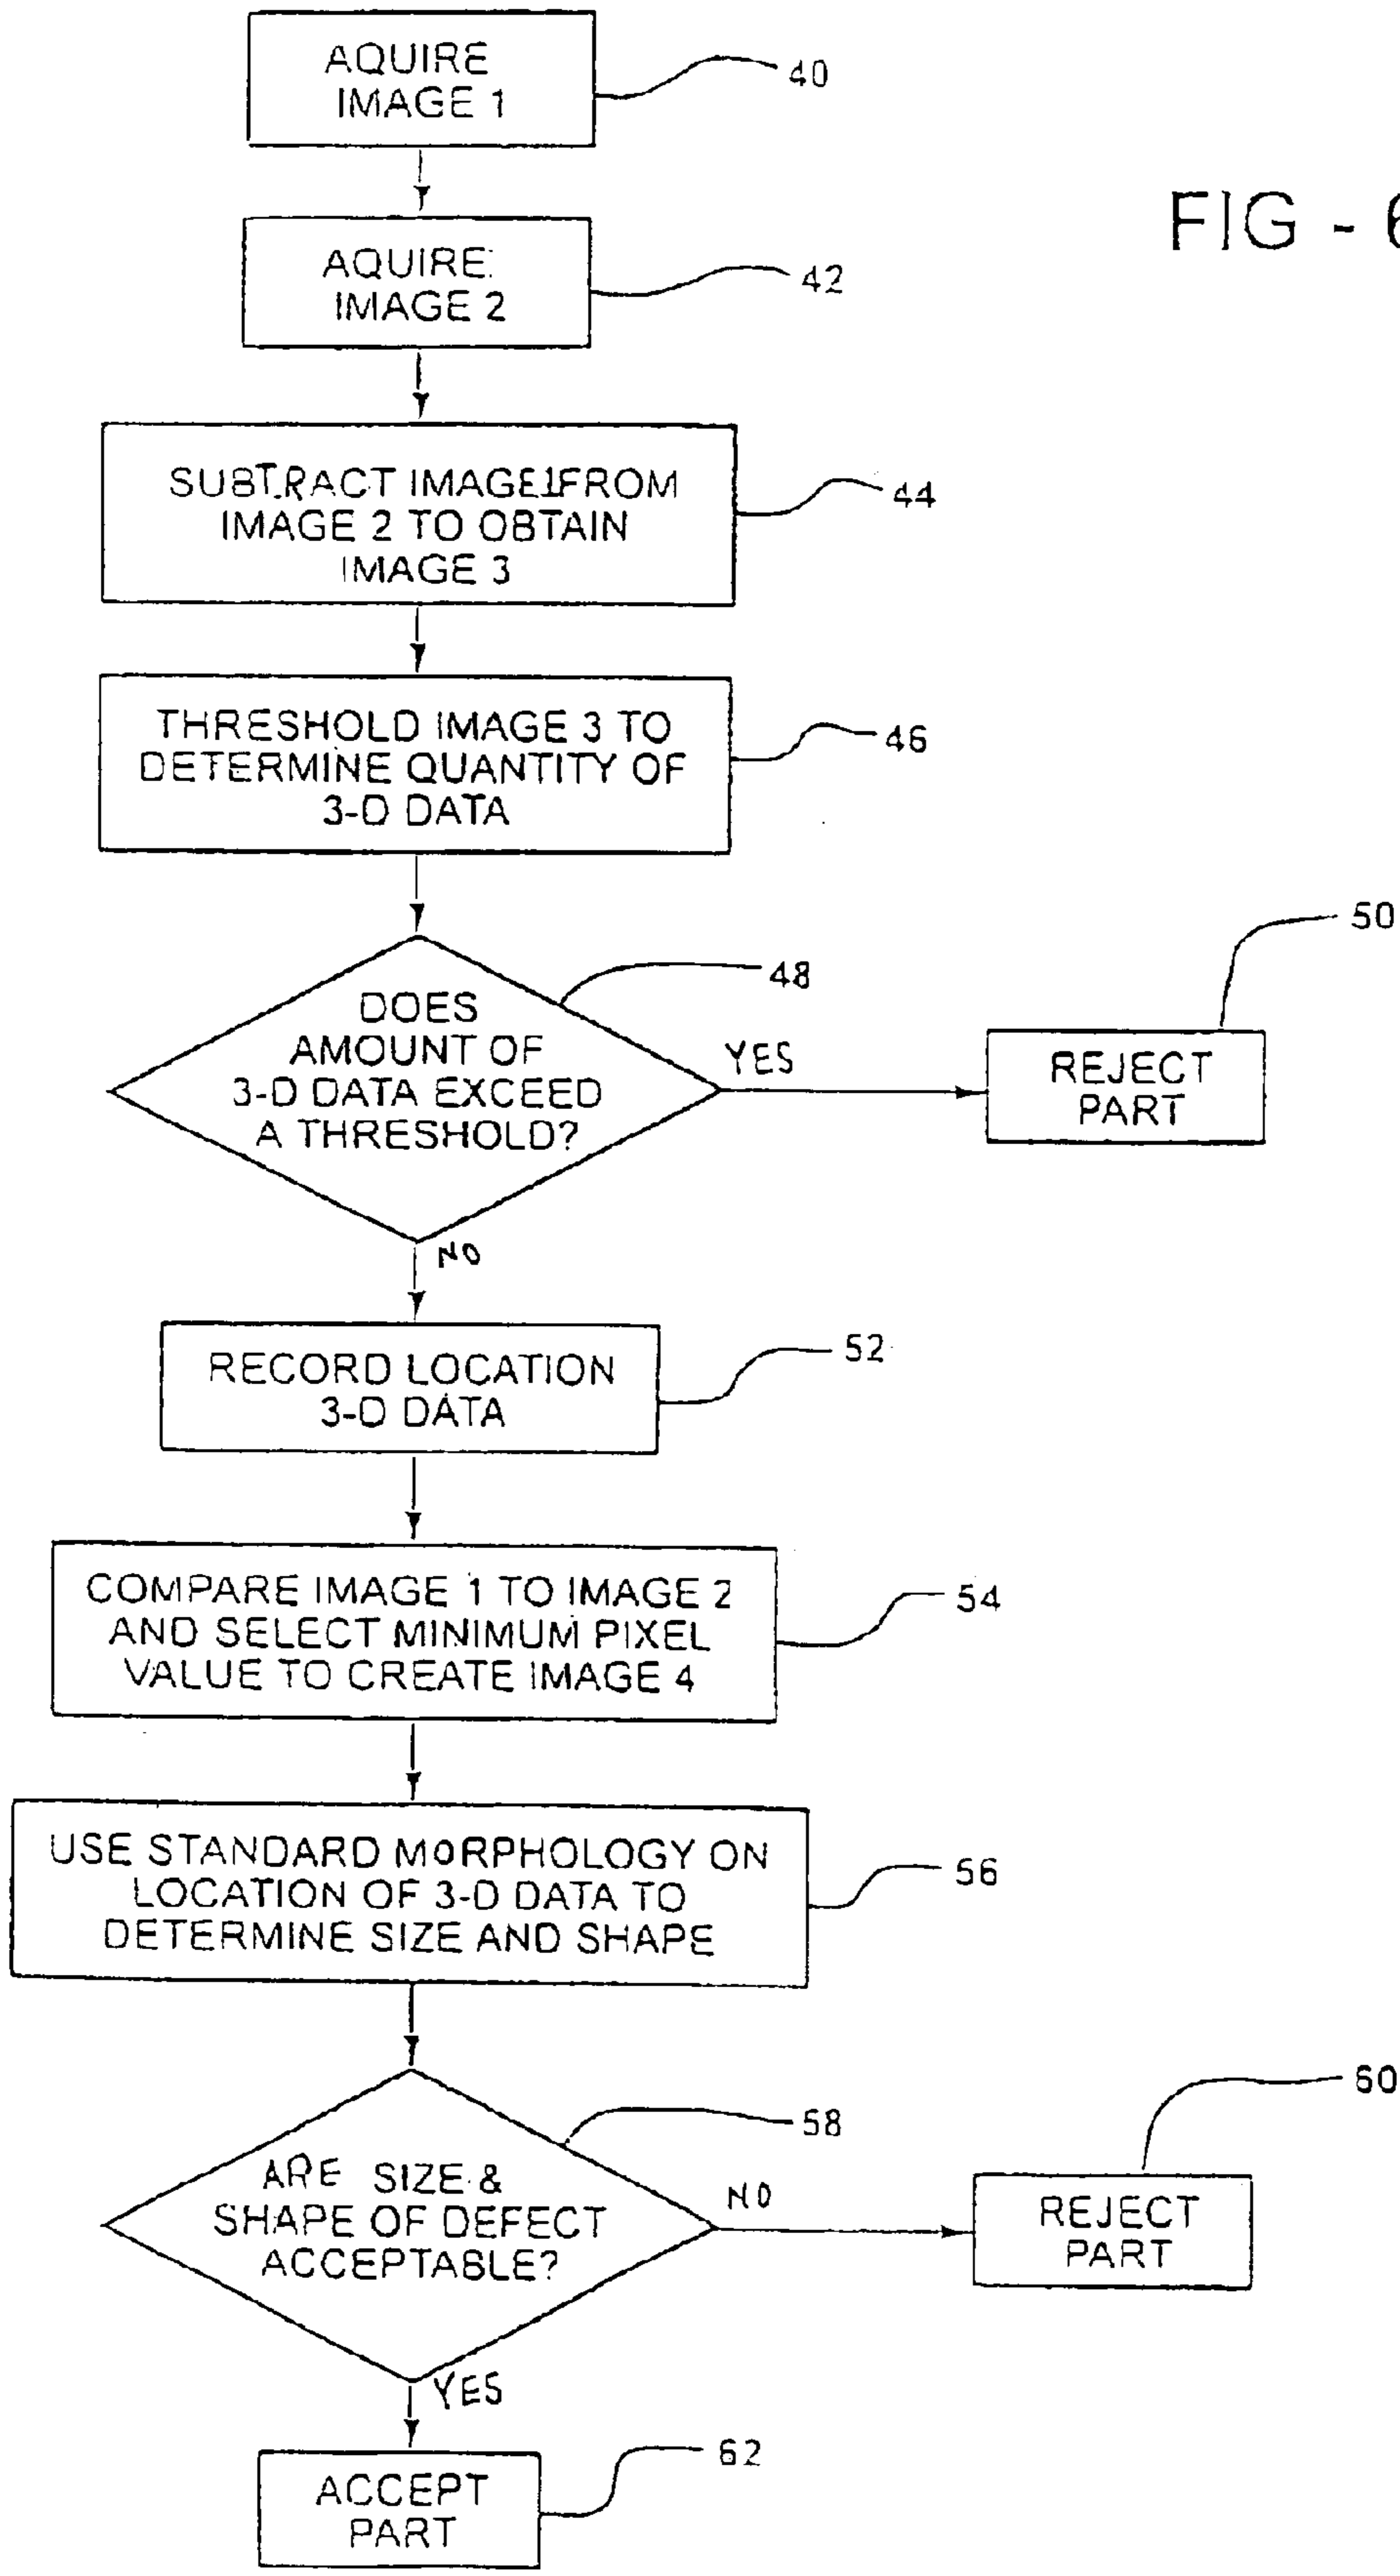 AQUIRE
IMAGE 1
40
FIG - 6
AQUIRE
IMAGE 2
42
SUBTRACT IMAGE 1 FROM
IMAGE 2 TO OBTAIN
IMAGE 3
44
THRESHOLD IMAGE 3 TO
DETERMINE QUANTITY OF
3-D DATA
46
DOES
AMOUNT OF
3-D DATA EXCEED
A THRESHOLD?
48
YES
REJECT
PART
50
NO
RECORD LOCATION
3-D DATA
52
COMPARE IMAGE 1 TO IMAGE 2
AND SELECT MINIMUM PIXEL
VALUE TO CREATE IMAGE 4
54
USE STANDARD MORPHOLOGY ON
LOCATION OF 3-D DATA TO
DETERMINE SIZE AND SHAPE
56
ARE SIZE &
SHAPE OF DEFECT
ACCEPTABLE?
58
NO
REJECT
PART
60
YES
ACCEPT
PART
62